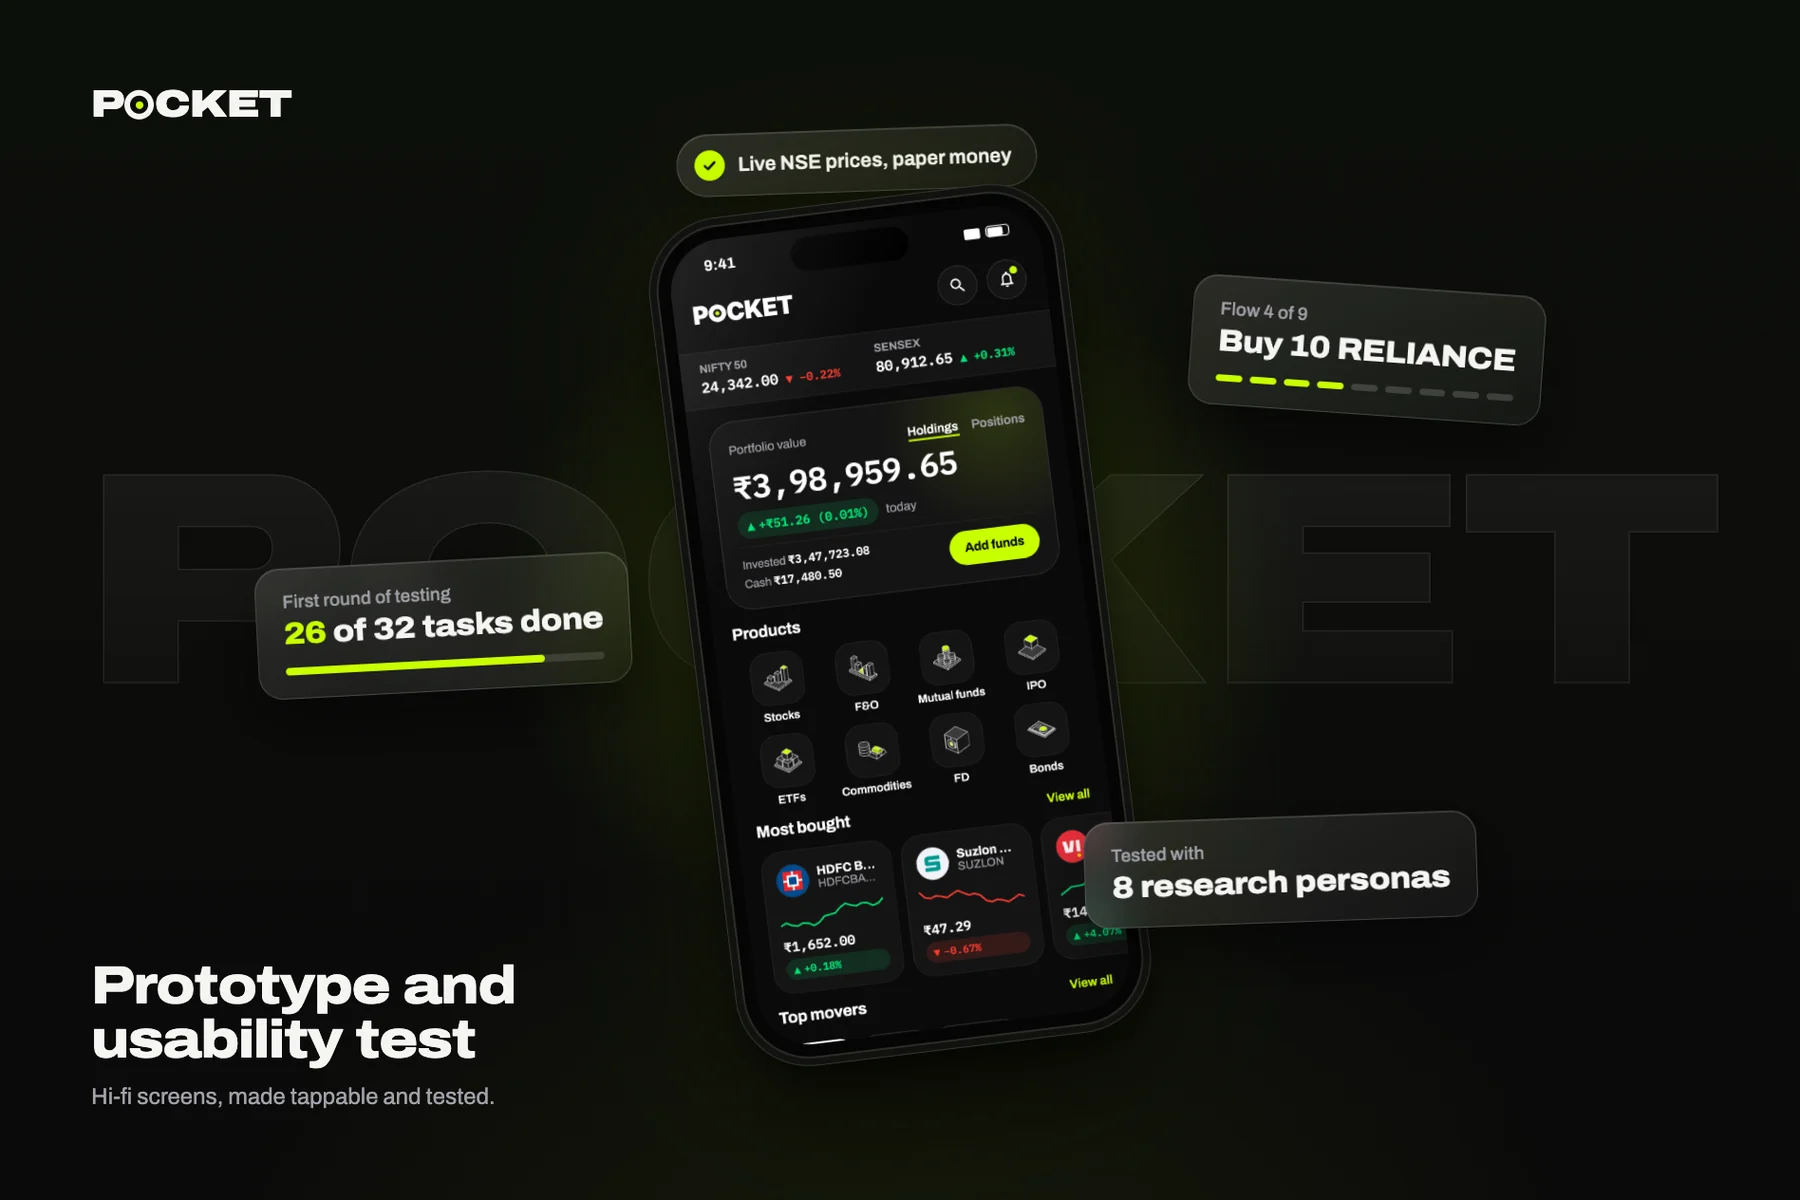 POCKET
Live NSE prices, paper money
9:41
POCKET
NIFTY 50
24,342.00 ▼ -0.22%
SENSEX
80,912.65 ▲ +0.31%
Portfolio value
Holdings Positions
₹3,98,959.65
▲ +₹51.26 (0.01%) today
Invested ₹3,47,723.08
Cash ₹17,480.50
Add funds
Products
Stocks
F&O
Mutual funds
IPO
ETFs
Commodities
FD
Bonds
Most bought
View all
HDFC B...
HDFCBA...
₹1,652.00
▲ +0.18%
Suzlon ...
SUZLON
₹47.29
▼ -0.67%
VI
₹14
▲ +4.07%
Top movers
View all
Flow 4 of 9
Buy 10 RELIANCE
First round of testing
26 of 32 tasks done
Tested with
8 research personas
POCKET
Prototype and
usability test
Hi-fi screens, made tappable and tested.